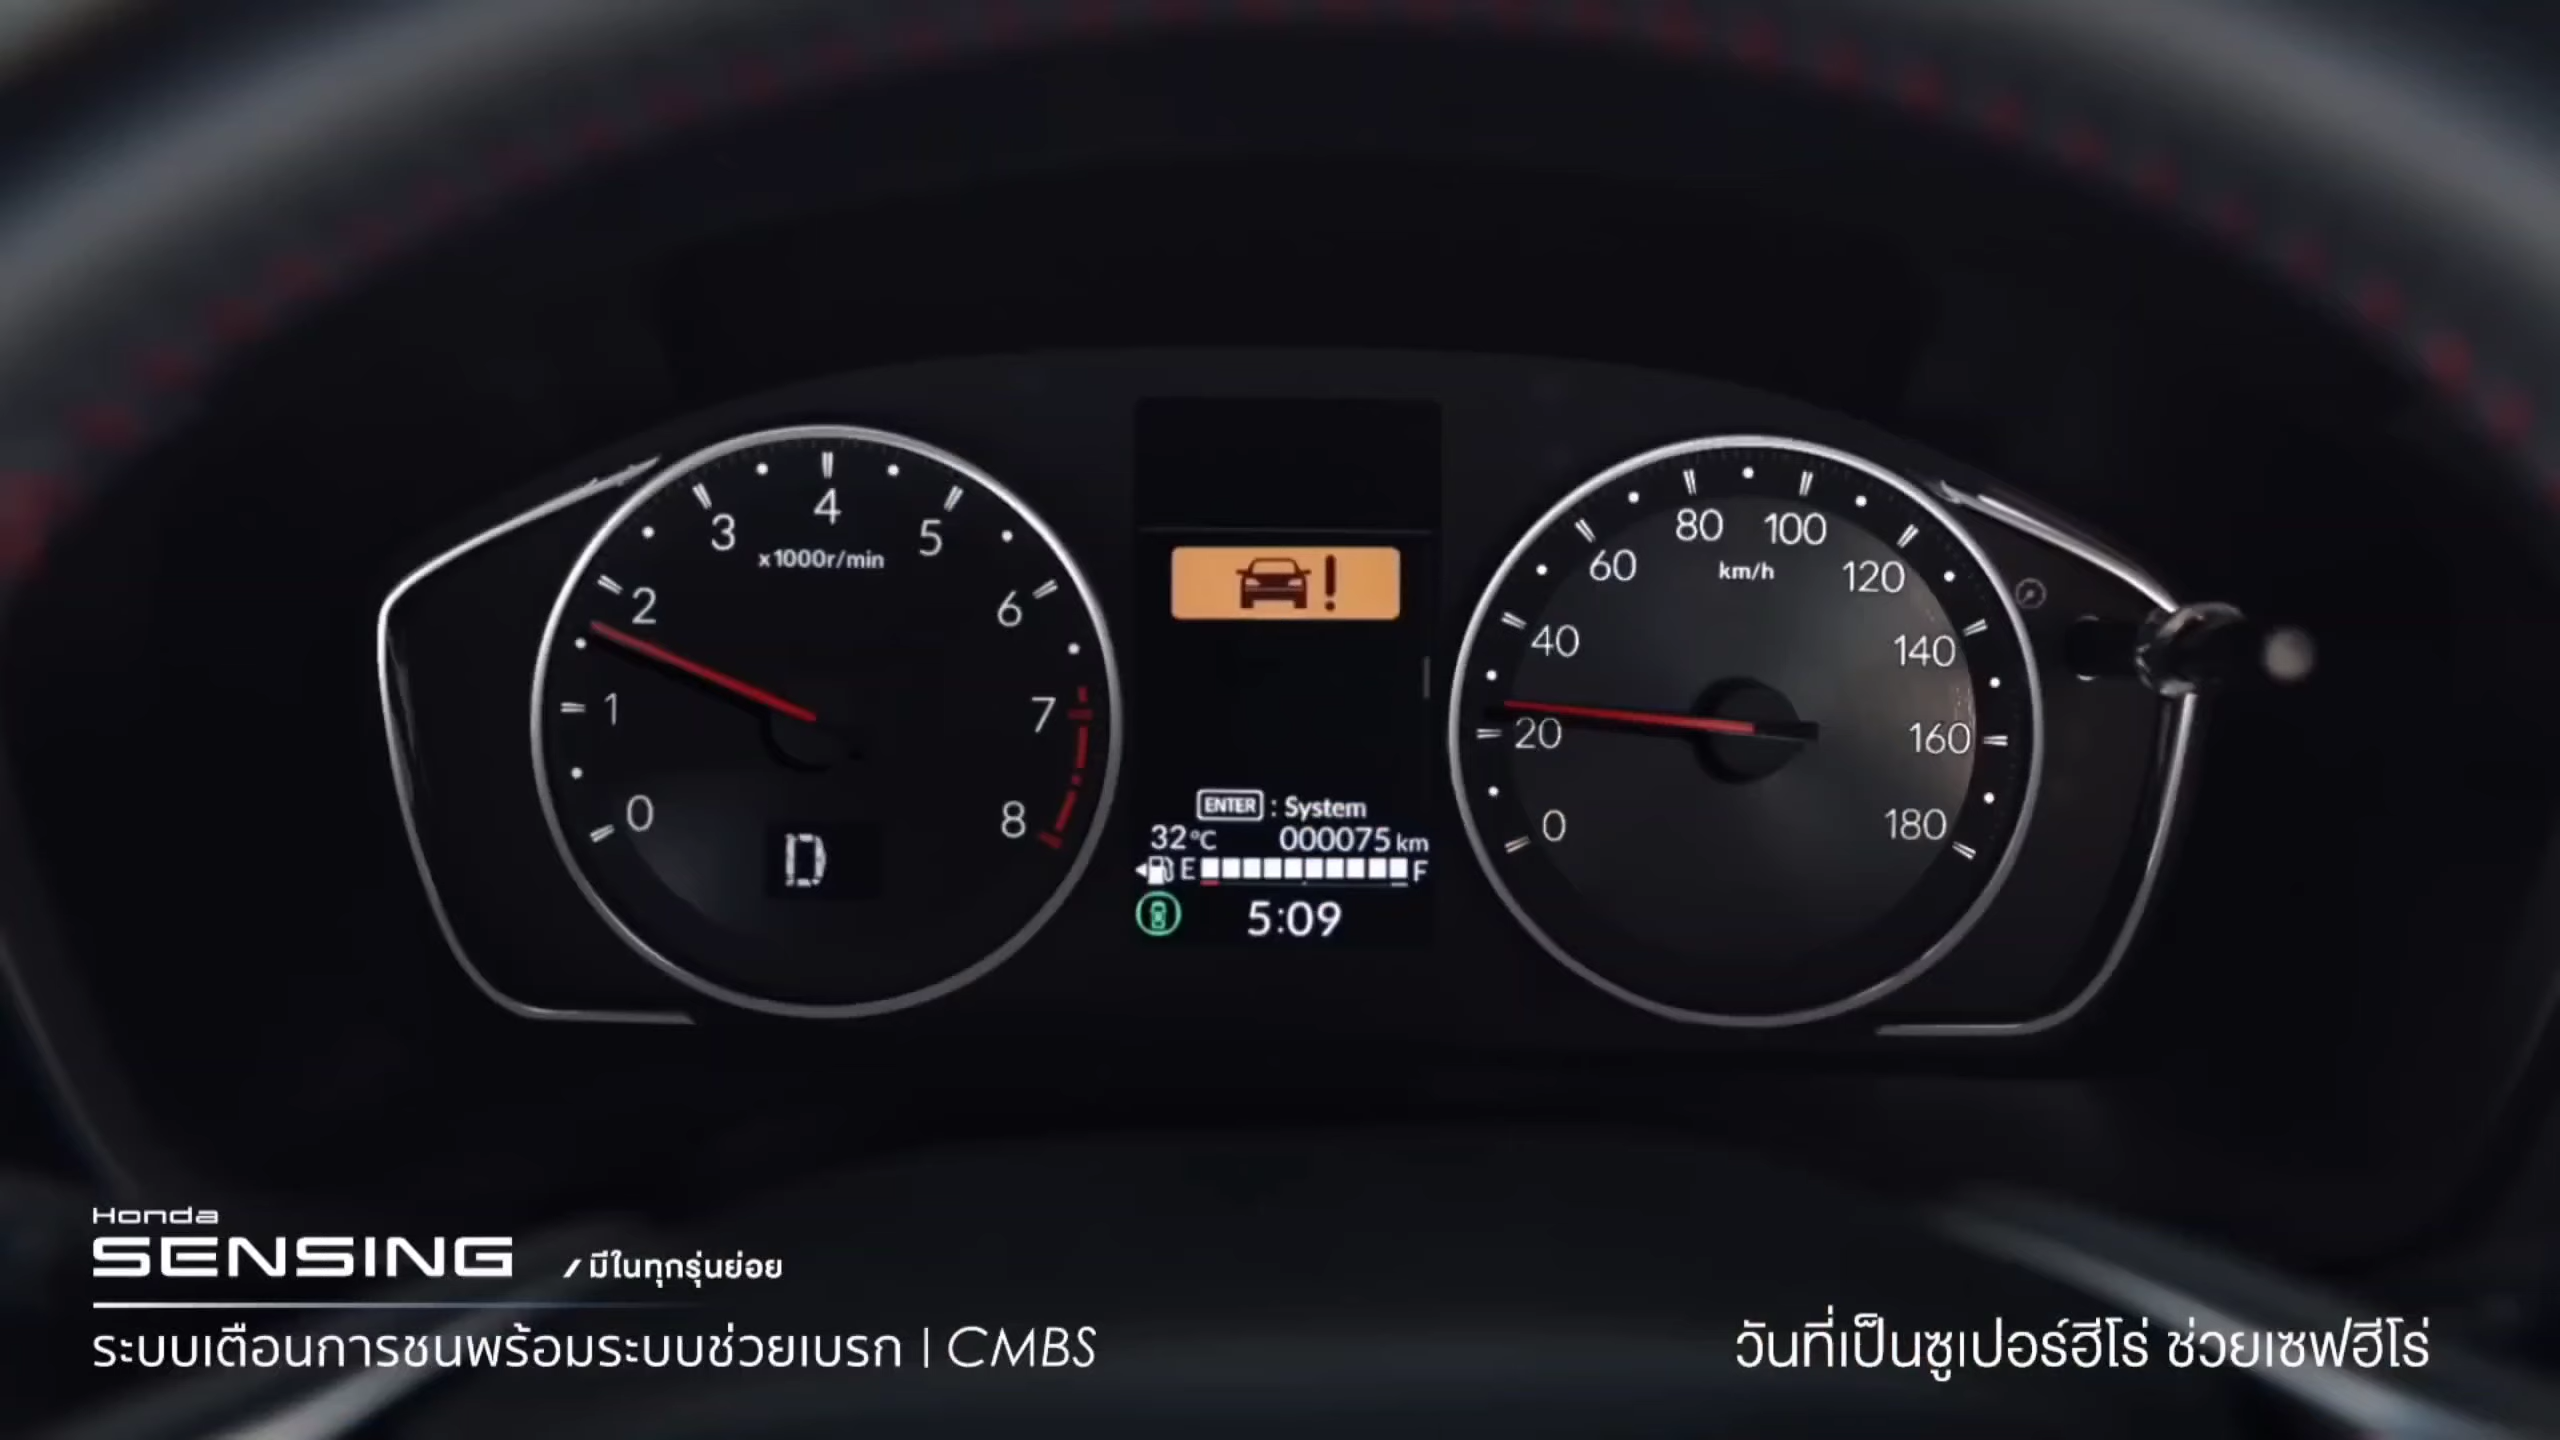 3
4
5
x1000r/min
2
6
1
7
0
8
D
ENTER : System
32°C 000075 km
E F
5:09
80 100
60
km/h
120
40
140
20
160
0
180
Honda
SENSING /มีในทุกรุ่นย่อย
ระบบเตือนการชนพร้อมระบบช่วยเบรก | CMBS
วันที่เป็นซูเปอร์ฮีโร่ ช่วยเซฟฮีโร่